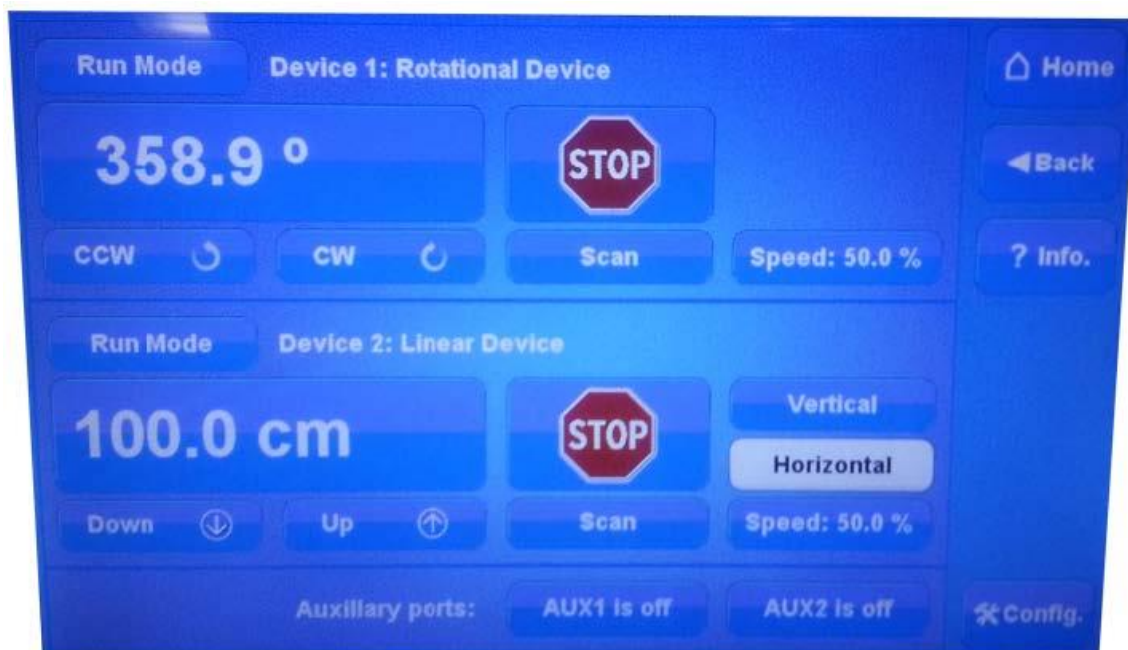 Run Mode Device 1: Rotational Device
Home
358.9 º
STOP
Back
CCW
CW
Scan
Speed: 50.0 %
? Info.
Run Mode Device 2: Linear Device
100.0 cm
STOP
Vertical
Horizontal
Down
Up
Scan
Speed: 50.0 %
Auxillary ports:
AUX1 is off
AUX2 is off
Config.